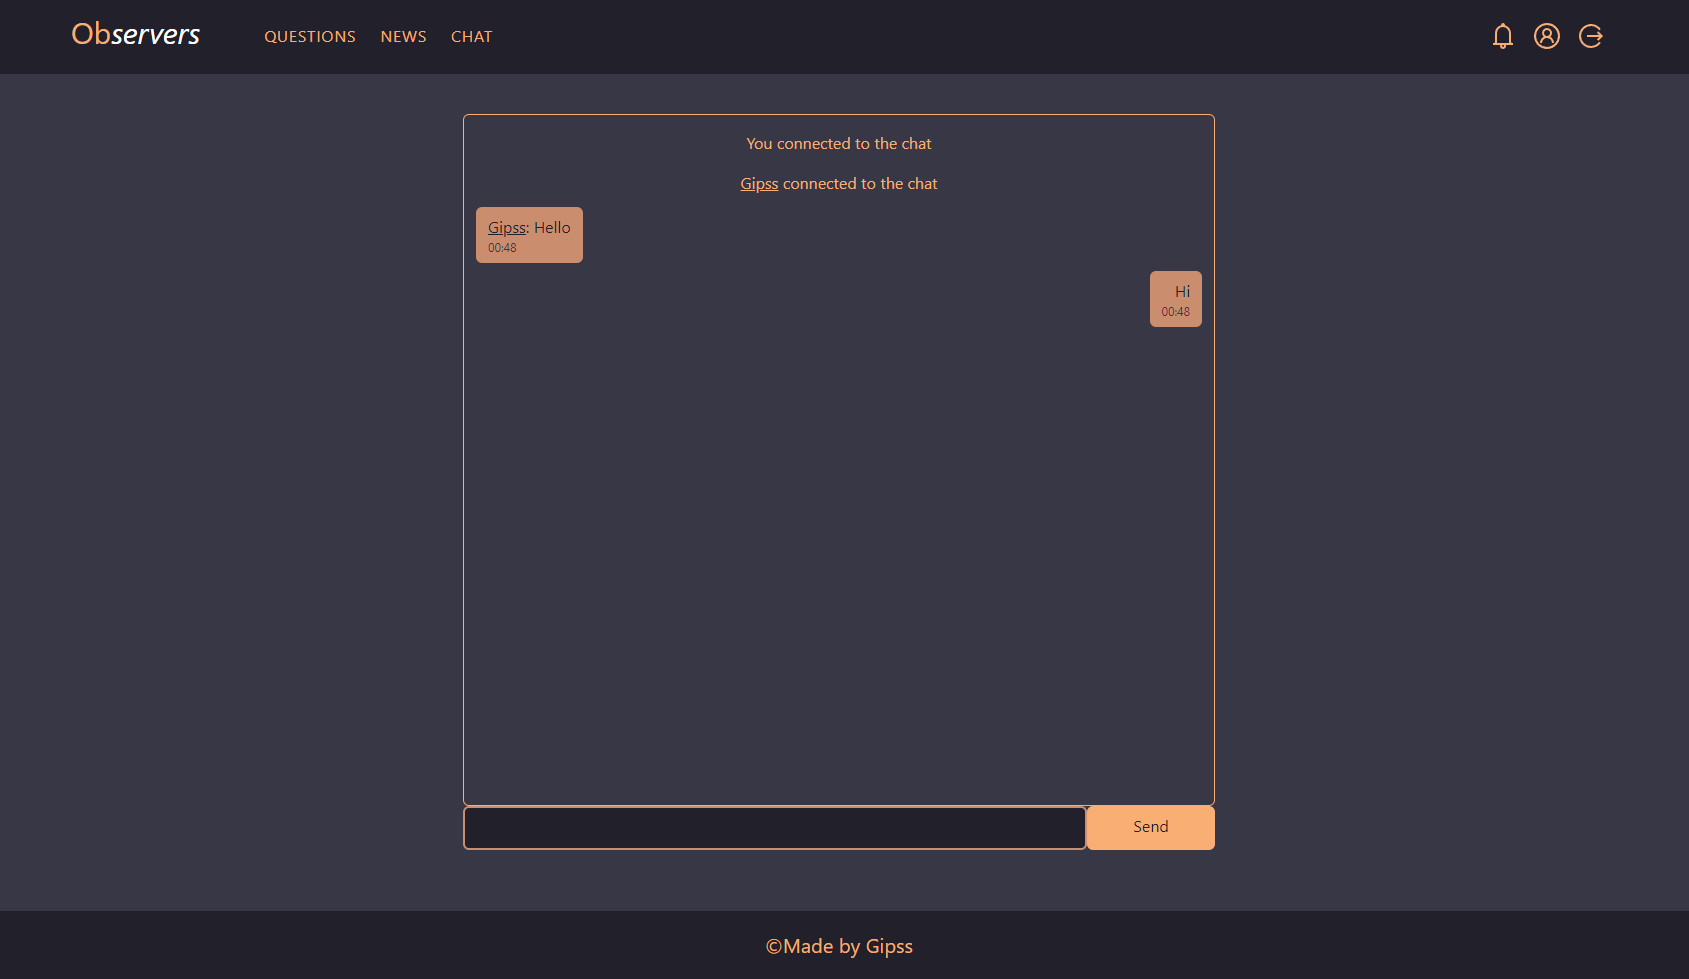 Observers QUESTIONS NEWS CHAT
You connected to the chat
Gipss connected to the chat
Gipss: Hello
00:48
Hi
00:48
Send
©Made by Gipss